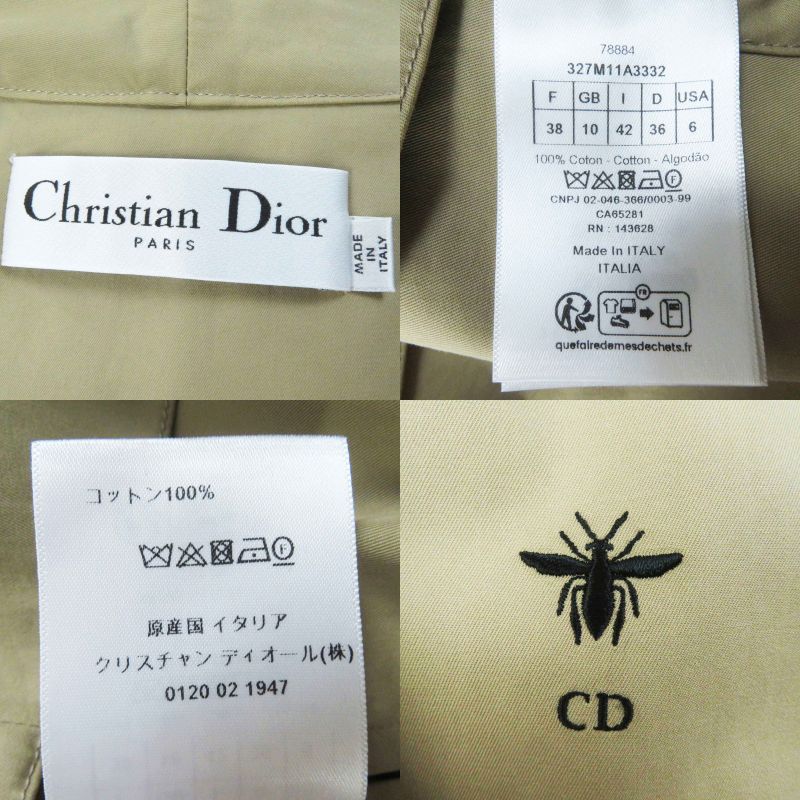 Christian Dior
PARIS
MADE
IN
ITALY
78884
327M11A3332
F GB I D USA
38 10 42 36 6
100% Coton - Cotton - Algodão
F
CNPJ 02-046-366/0003-99
CA65281
RN : 143628
Made In ITALY
ITALIA
FR
quefairedemesdechets.fr
コットン100%
F
原産国 イタリア
クリスチャン ディオール(株)
0120 02 1947
CD